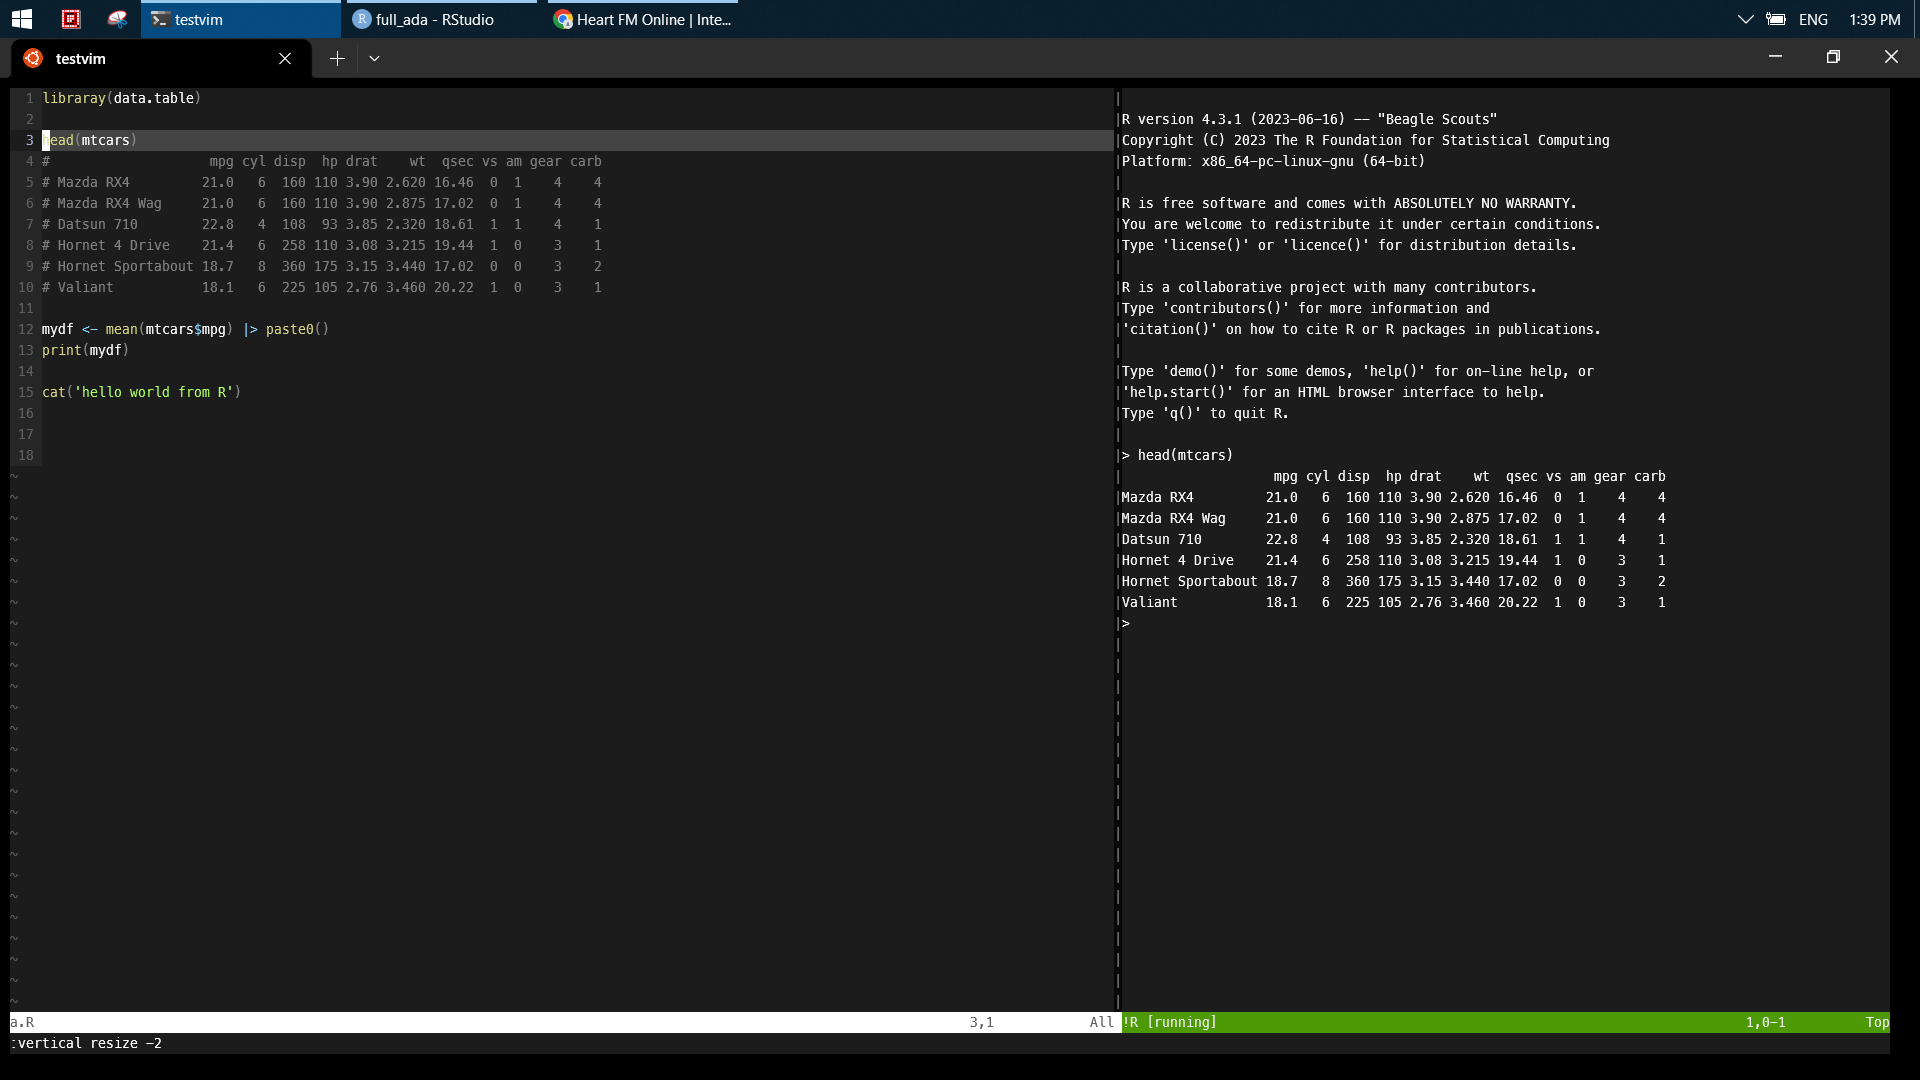 testvim
full_ada - RStudio
Heart FM Online | Inte...
ENG
1:39 PM
testvim
1 libraray(data.table)
2
3 head(mtcars)
4 #                    mpg cyl disp  hp drat    wt  qsec vs am gear carb
5 # Mazda RX4         21.0   6  160 110 3.90 2.620 16.46  0  1    4    4
6 # Mazda RX4 Wag     21.0   6  160 110 3.90 2.875 17.02  0  1    4    4
7 # Datsun 710        22.8   4  108  93 3.85 2.320 18.61  1  1    4    1
8 # Hornet 4 Drive    21.4   6  258 110 3.08 3.215 19.44  1  0    3    1
9 # Hornet Sportabout 18.7   8  360 175 3.15 3.440 17.02  0  0    3    2
10 # Valiant           18.1   6  225 105 2.76 3.460 20.22  1  0    3    1
11
12 mydf <- mean(mtcars$mpg) |> paste0()
13 print(mydf)
14
15 cat('hello world from R')
16
17
18
a.R 3,1 All
:vertical resize -2
R version 4.3.1 (2023-06-16) -- "Beagle Scouts"
Copyright (C) 2023 The R Foundation for Statistical Computing
Platform: x86_64-pc-linux-gnu (64-bit)
R is free software and comes with ABSOLUTELY NO WARRANTY.
You are welcome to redistribute it under certain conditions.
Type 'license()' or 'licence()' for distribution details.
R is a collaborative project with many contributors.
Type 'contributors()' for more information and
'citation()' on how to cite R or R packages in publications.
Type 'demo()' for some demos, 'help()' for on-line help, or
'help.start()' for an HTML browser interface to help.
Type 'q()' to quit R.
> head(mtcars)
                   mpg cyl disp  hp drat    wt  qsec vs am gear carb
Mazda RX4         21.0   6  160 110 3.90 2.620 16.46  0  1    4    4
Mazda RX4 Wag     21.0   6  160 110 3.90 2.875 17.02  0  1    4    4
Datsun 710        22.8   4  108  93 3.85 2.320 18.61  1  1    4    1
Hornet 4 Drive    21.4   6  258 110 3.08 3.215 19.44  1  0    3    1
Hornet Sportabout 18.7   8  360 175 3.15 3.440 17.02  0  0    3    2
Valiant           18.1   6  225 105 2.76 3.460 20.22  1  0    3    1
>
!R [running] 1,0-1 Top